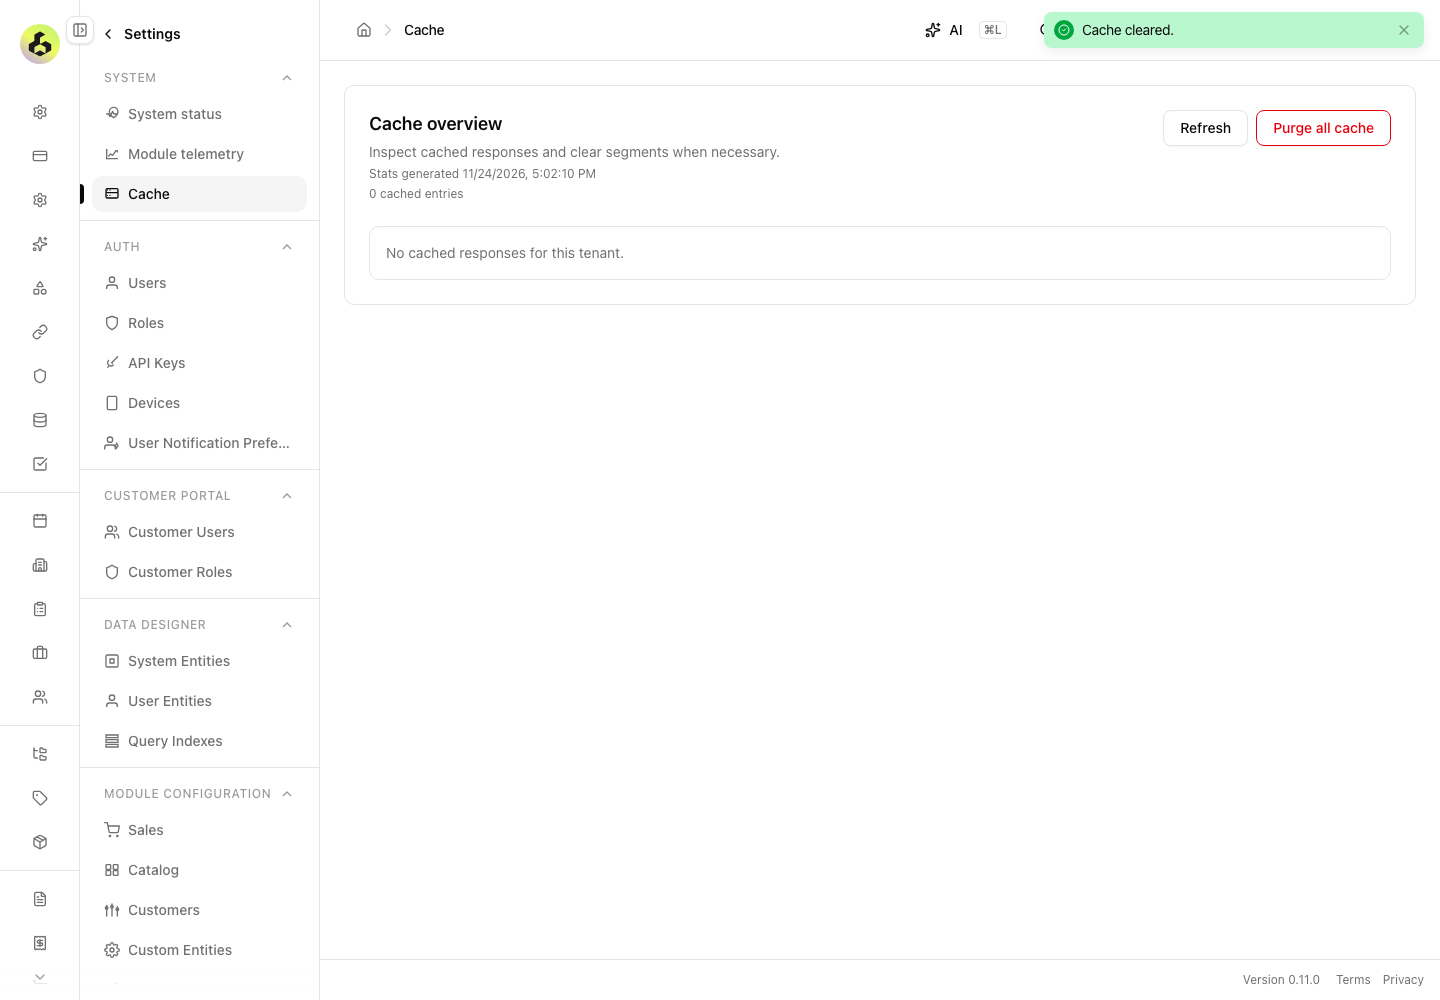 Settings
SYSTEM
System status
Module telemetry
Cache
AUTH
Users
Roles
API Keys
Devices
User Notification Prefe...
CUSTOMER PORTAL
Customer Users
Customer Roles
DATA DESIGNER
System Entities
User Entities
Query Indexes
MODULE CONFIGURATION
Sales
Catalog
Customers
Custom Entities
Cache
AI ⌘L
Cache cleared.
Cache overview
Refresh
Purge all cache
Inspect cached responses and clear segments when necessary.
Stats generated 11/24/2026, 5:02:10 PM
0 cached entries
No cached responses for this tenant.
Version 0.11.0 Terms Privacy